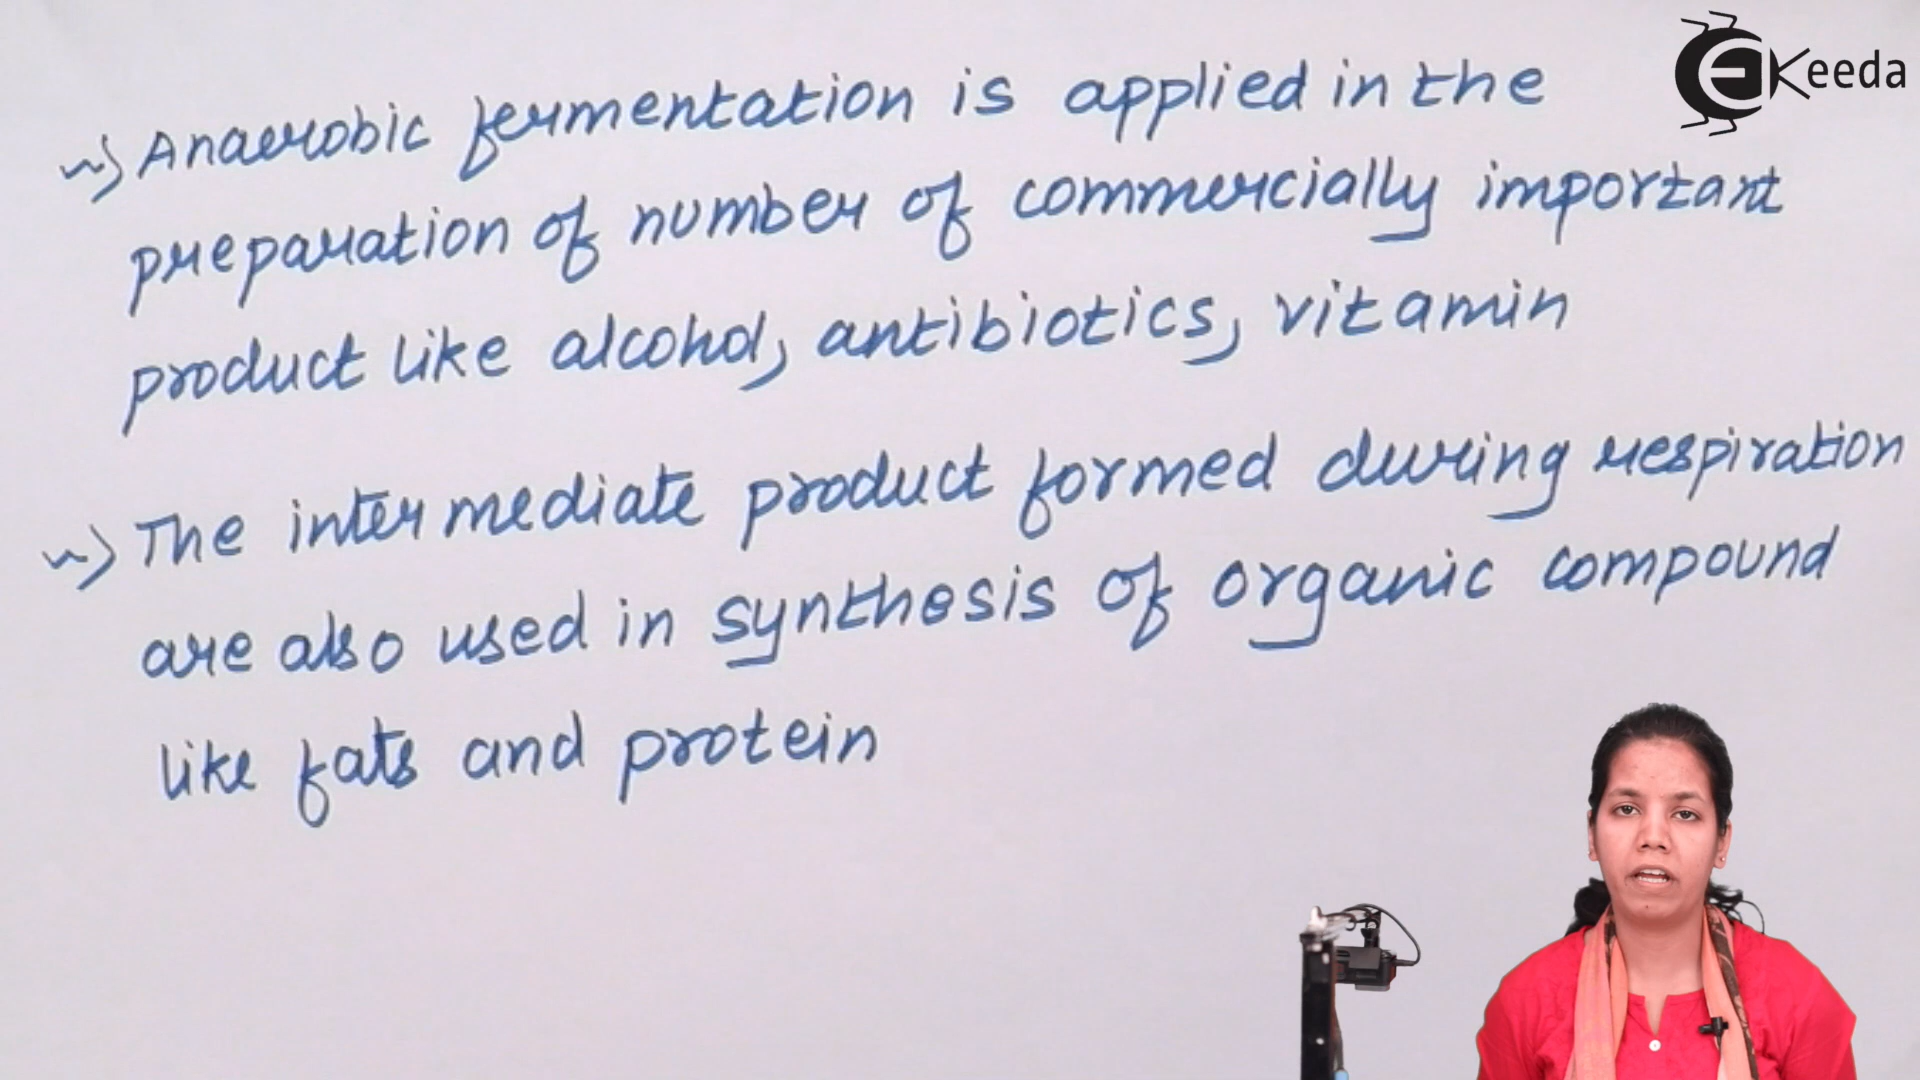 EKeeda
Anaerobic fermentation is applied in the
preparation of number of commercially important
product like alcohol, antibiotics, vitamin
The intermediate product formed during respiration
are also used in synthesis of organic compound
like fats and protein